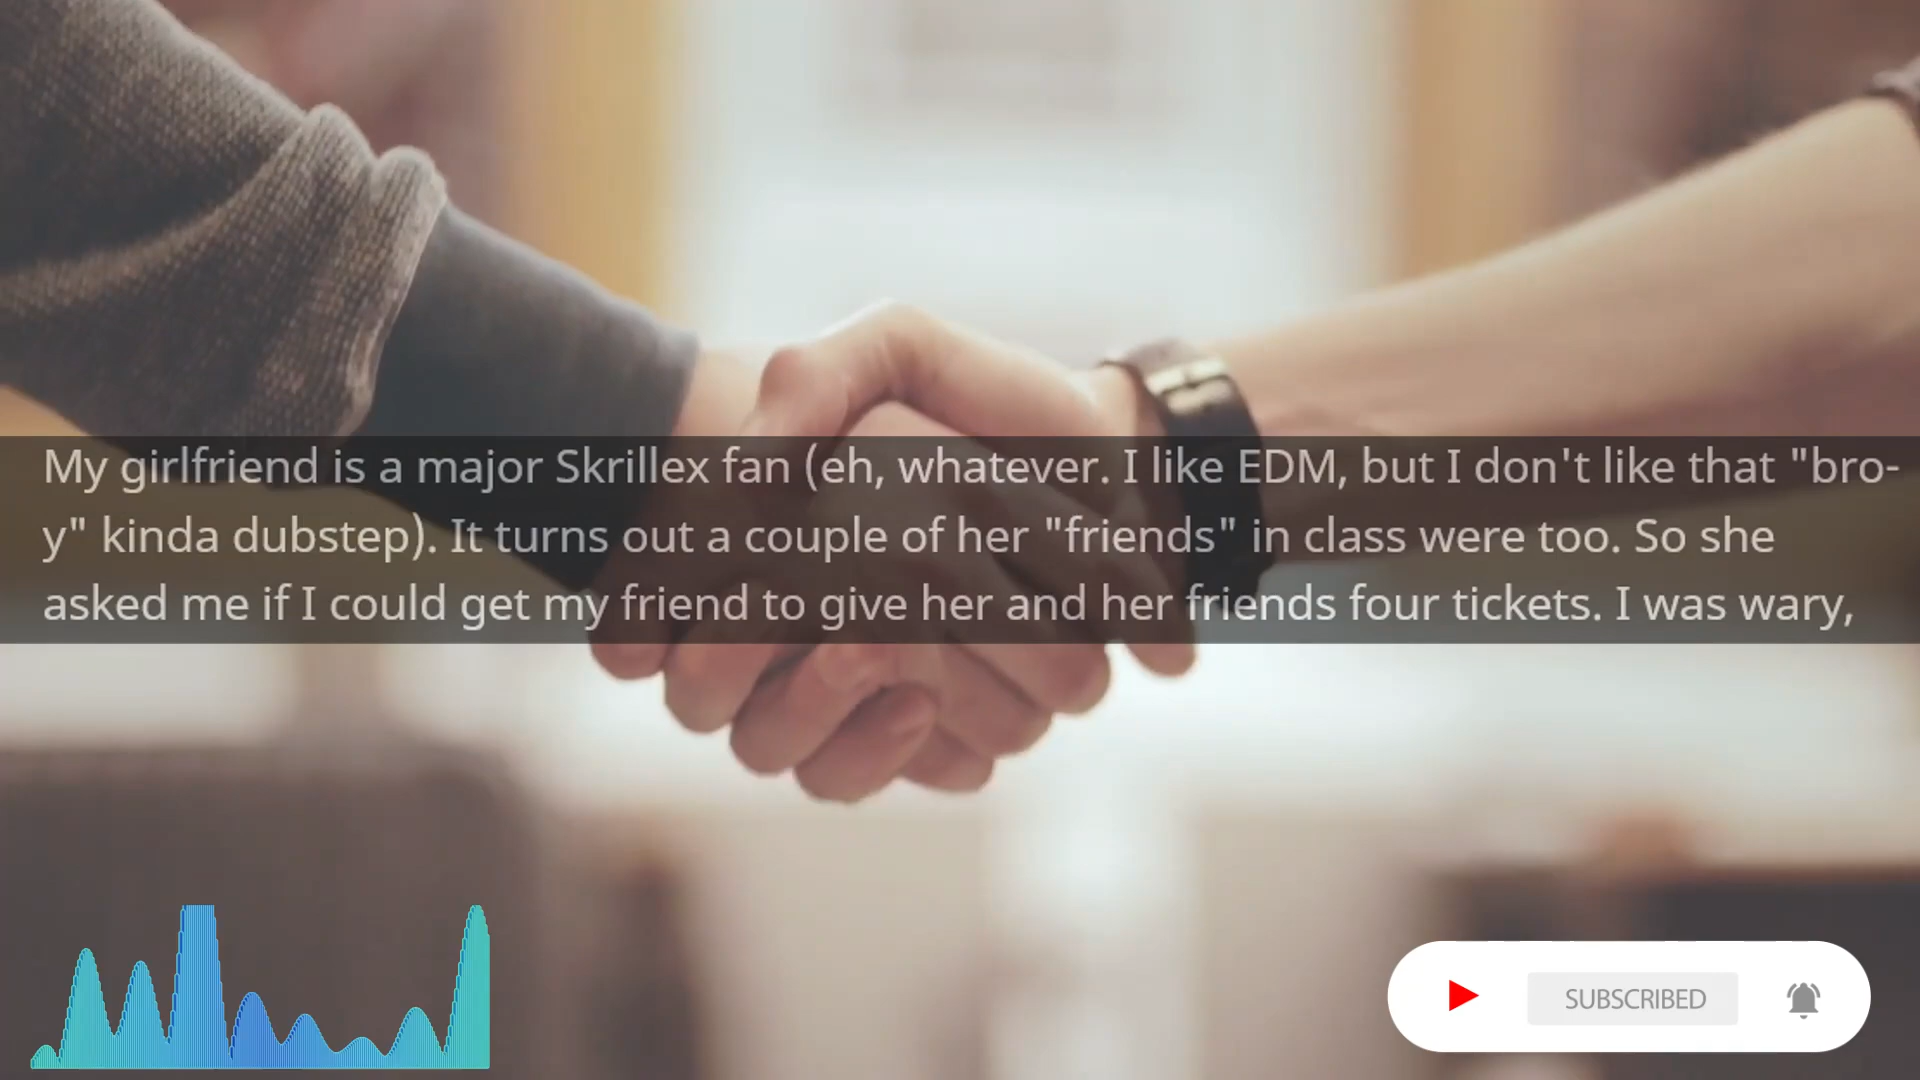 My girlfriend is a major Skrillex fan (eh, whatever. I like EDM, but I don't like that "bro-
y" kinda dubstep). It turns out a couple of her "friends" in class were too. So she
asked me if I could get my friend to give her and her friends four tickets. I was wary,
SUBSCRIBED